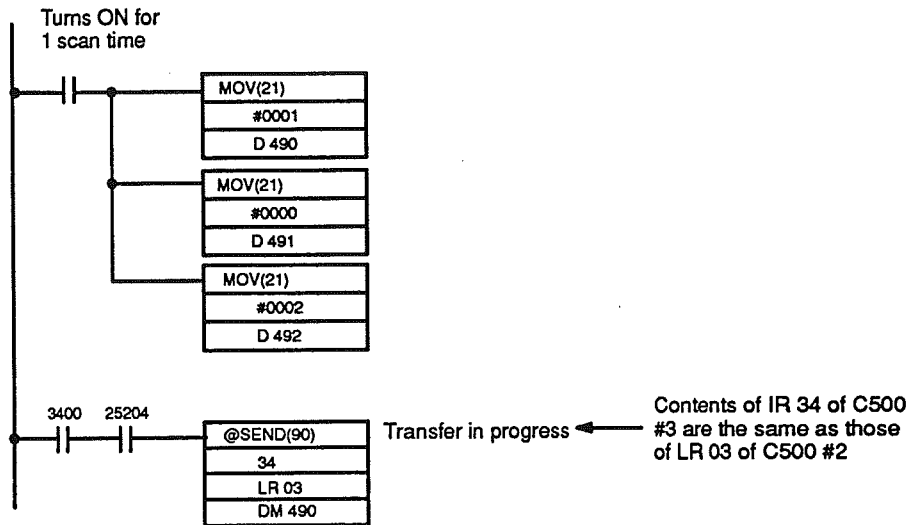 Turns ON for
1 scan time
MOV(21)
#0001
D 490
MOV(21)
#0000
D 491
MOV(21)
#0002
D 492
3400 25204
@SEND(90)
34
LR 03
DM 490
Transfer in progress
Contents of IR 34 of C500
#3 are the same as those
of LR 03 of C500 #2